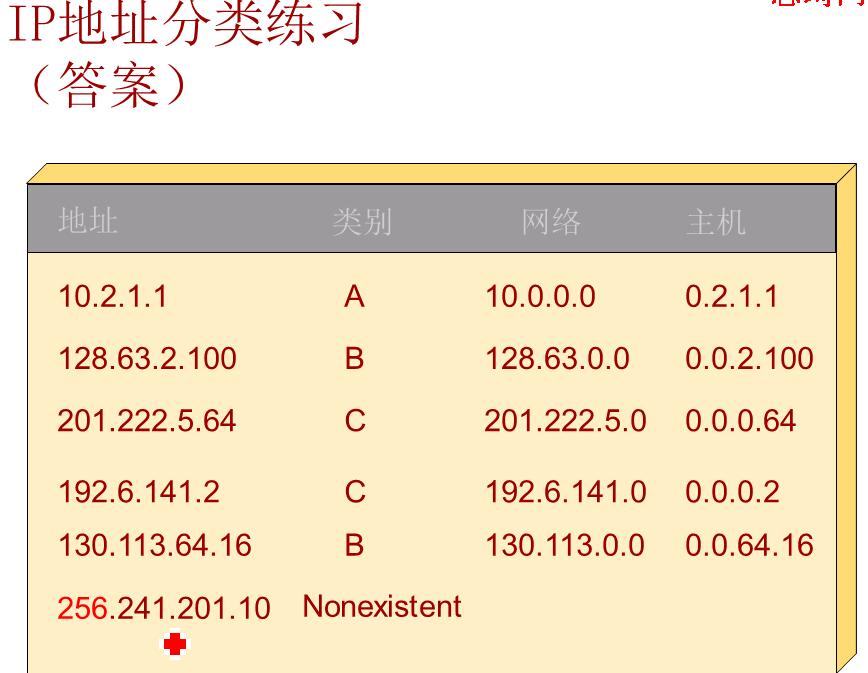 IP地址分类练习
（答案）
地址 类别 网络 主机
10.2.1.1 A 10.0.0.0 0.2.1.1
128.63.2.100 B 128.63.0.0 0.0.2.100
201.222.5.64 C 201.222.5.0 0.0.0.64
192.6.141.2 C 192.6.141.0 0.0.0.2
130.113.64.16 B 130.113.0.0 0.0.64.16
256.241.201.10 Nonexistent